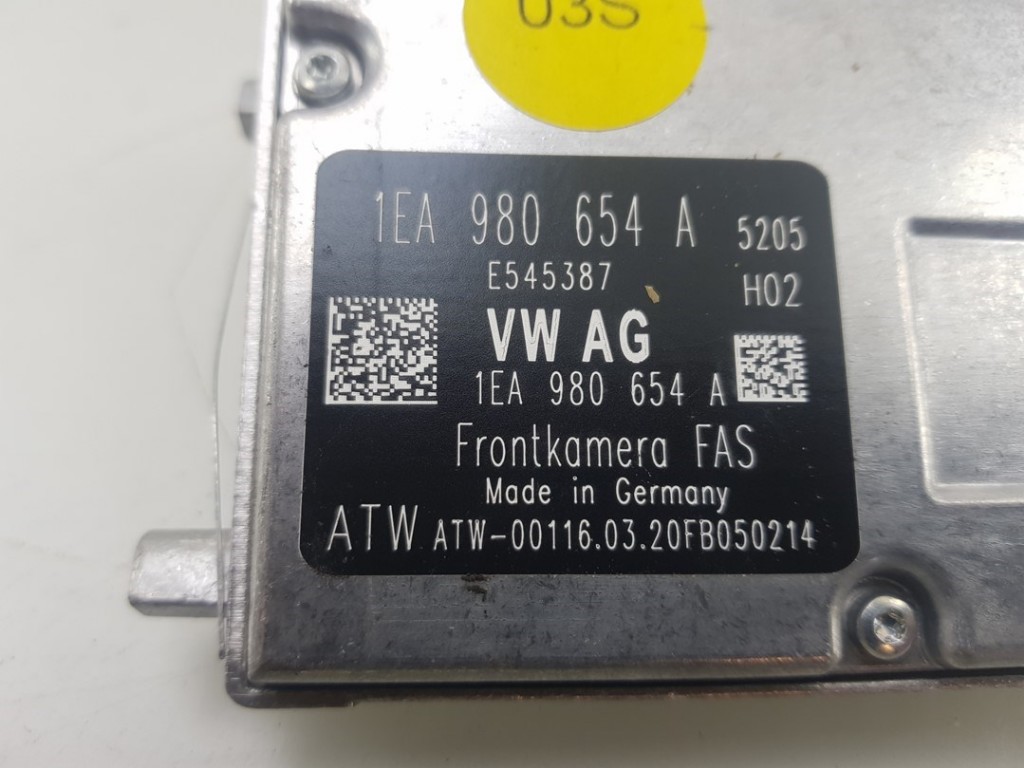 03S
1EA 980 654 A 5205
E545387 H02
VW AG
1EA 980 654 A
Frontkamera FAS
Made in Germany
ATW ATW-00116.03.20FB050214